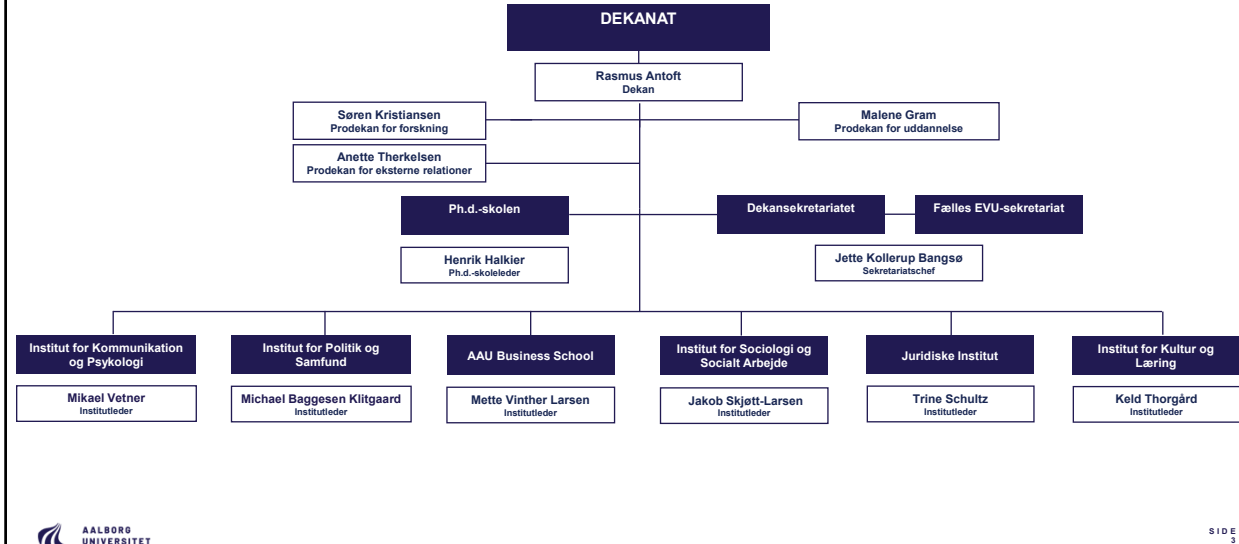 DEKANAT
Rasmus Antoft
Dekan
Søren Kristiansen
Prodekan for forskning
Malene Gram
Prodekan for uddannelse
Anette Therkelsen
Prodekan for eksterne relationer
Ph.d.-skolen
Dekansekretariatet
Fælles EVU-sekretariat
Henrik Halkier
Ph.d.-skoleleder
Jette Kollerup Bangsø
Sekretariatschef
Institut for Kommunikation
og Psykologi
Institut for Politik og
Samfund
AAU Business School
Institut for Sociologi og
Socialt Arbejde
Juridiske Institut
Institut for Kultur og
Læring
Mikael Vetner
Institutleder
Michael Baggesen Klitgaard
Institutleder
Mette Vinther Larsen
Institutleder
Jakob Skjøtt-Larsen
Institutleder
Trine Schultz
Institutleder
Keld Thorgård
Institutleder
AALBORG
UNIVERSITET
SIDE
3